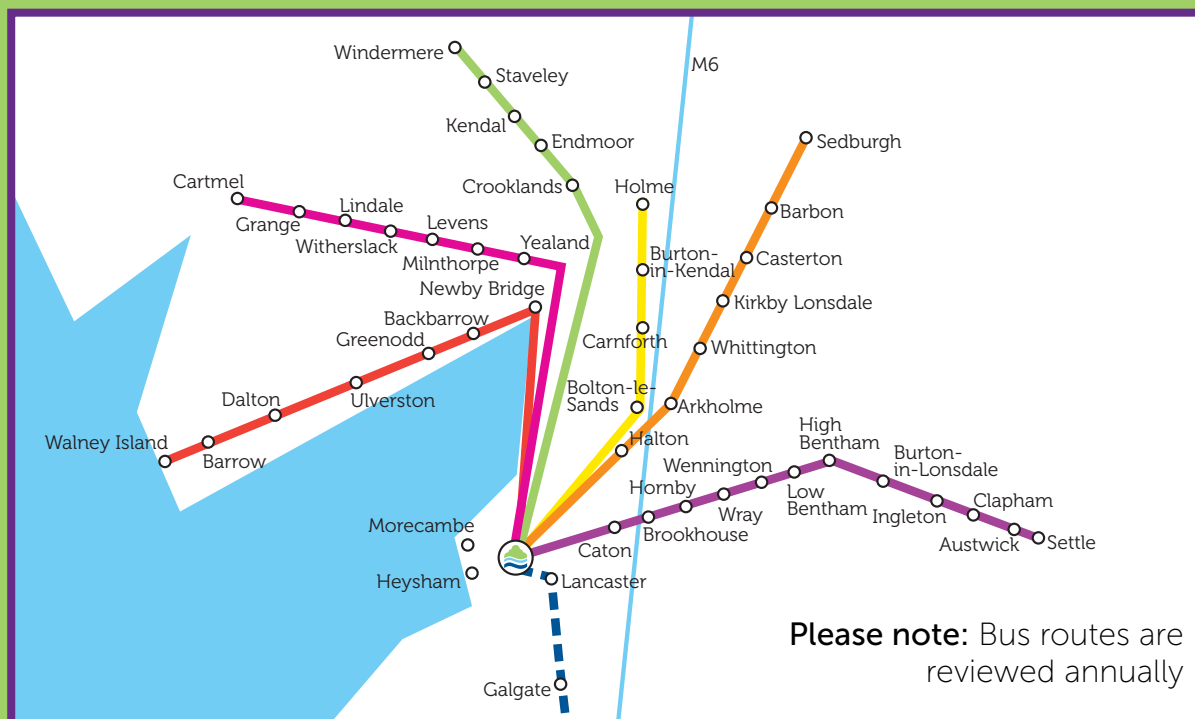 Windermere
M6
Staveley
Kendal
Endmoor
Sedburgh
Cartmel
Crooklands
Holme
Lindale
Barbon
Grange
Levens
Witherslack
Yealand
Milnthorpe
Burton-
in-Kendal
Casterton
Newby Bridge
Kirkby Lonsdale
Backbarrow
Greenodd
Carnforth
Whittington
Dalton
Ulverston
Bolton-le-
Sands
Arkholme
Walney Island
Barrow
Halton
High
Bentham
Wennington
Burton-
in-Lonsdale
Hornby
Low
Bentham
Clapham
Wray
Ingleton
Morecambe
Brookhouse
Austwick
Settle
Caton
Heysham
Lancaster
Please note: Bus routes are
reviewed annually
Galgate